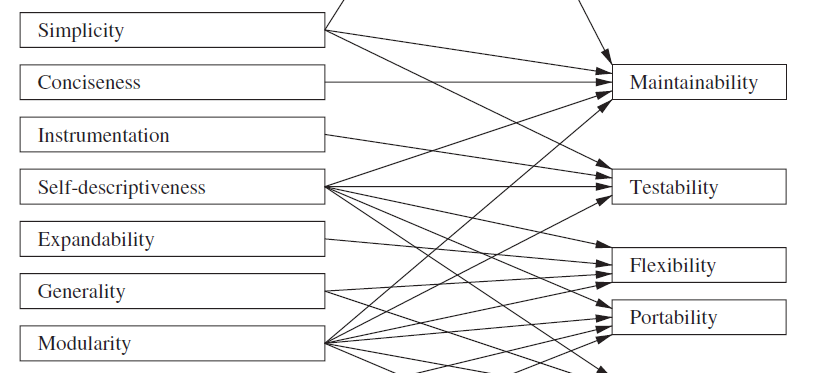 Simplicity
Conciseness
Maintainability
Instrumentation
Self-descriptiveness
Testability
Expandability
Flexibility
Generality
Portability
Modularity